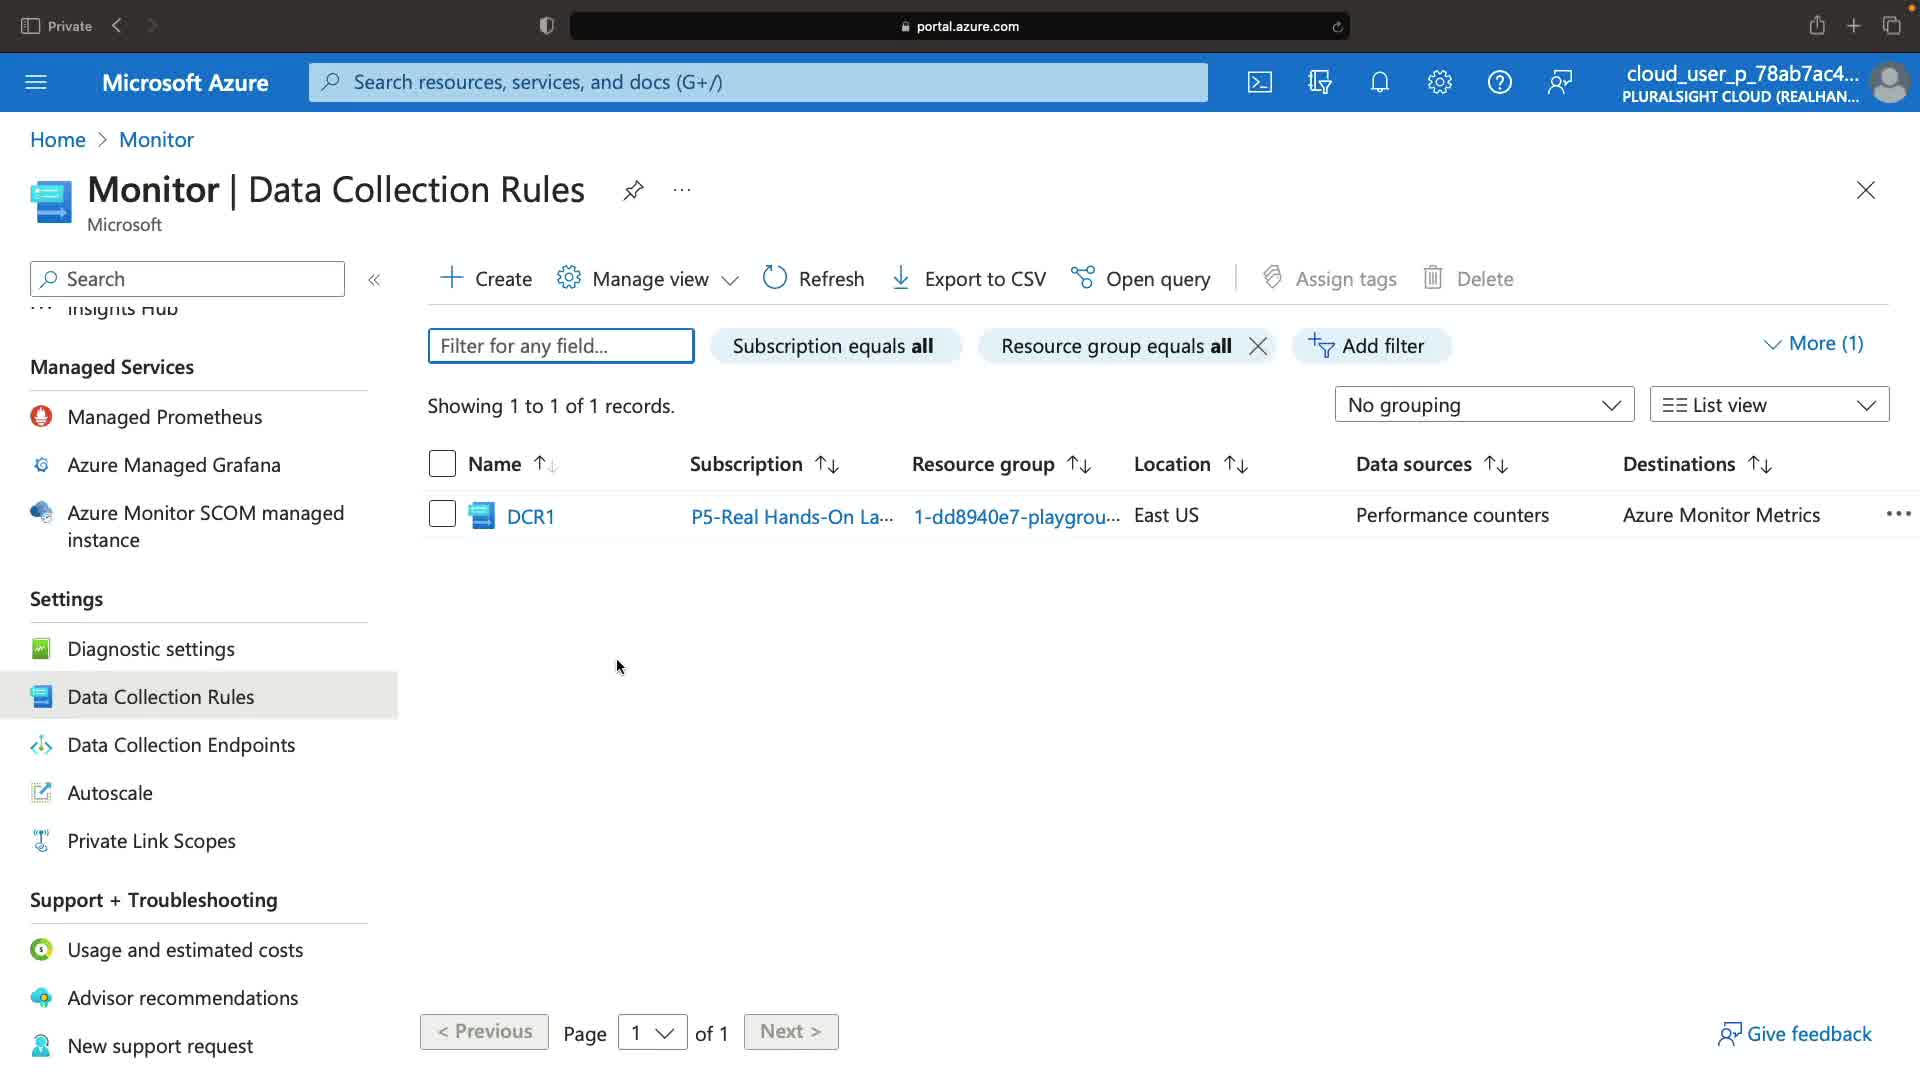 Private
portal.azure.com
Microsoft Azure
Search resources, services, and docs (G+/)
cloud_user_p_78ab7ac4...
PLURALSIGHT CLOUD (REALHAN...
Home > Monitor
Monitor | Data Collection Rules
Microsoft
Search
Insights Hub
Managed Services
Managed Prometheus
Azure Managed Grafana
Azure Monitor SCOM managed
instance
Settings
Diagnostic settings
Data Collection Rules
Data Collection Endpoints
Autoscale
Private Link Scopes
Support + Troubleshooting
Usage and estimated costs
Advisor recommendations
New support request
Create
Manage view
Refresh
Export to CSV
Open query
Assign tags
Delete
Filter for any field...
Subscription equals all
Resource group equals all
Add filter
More (1)
Showing 1 to 1 of 1 records.
No grouping
List view
Name Subscription Resource group Location Data sources Destinations
DCR1 P5-Real Hands-On La... 1-dd8940e7-playgrou... East US Performance counters Azure Monitor Metrics
< Previous Page 1 of 1 Next >
Give feedback